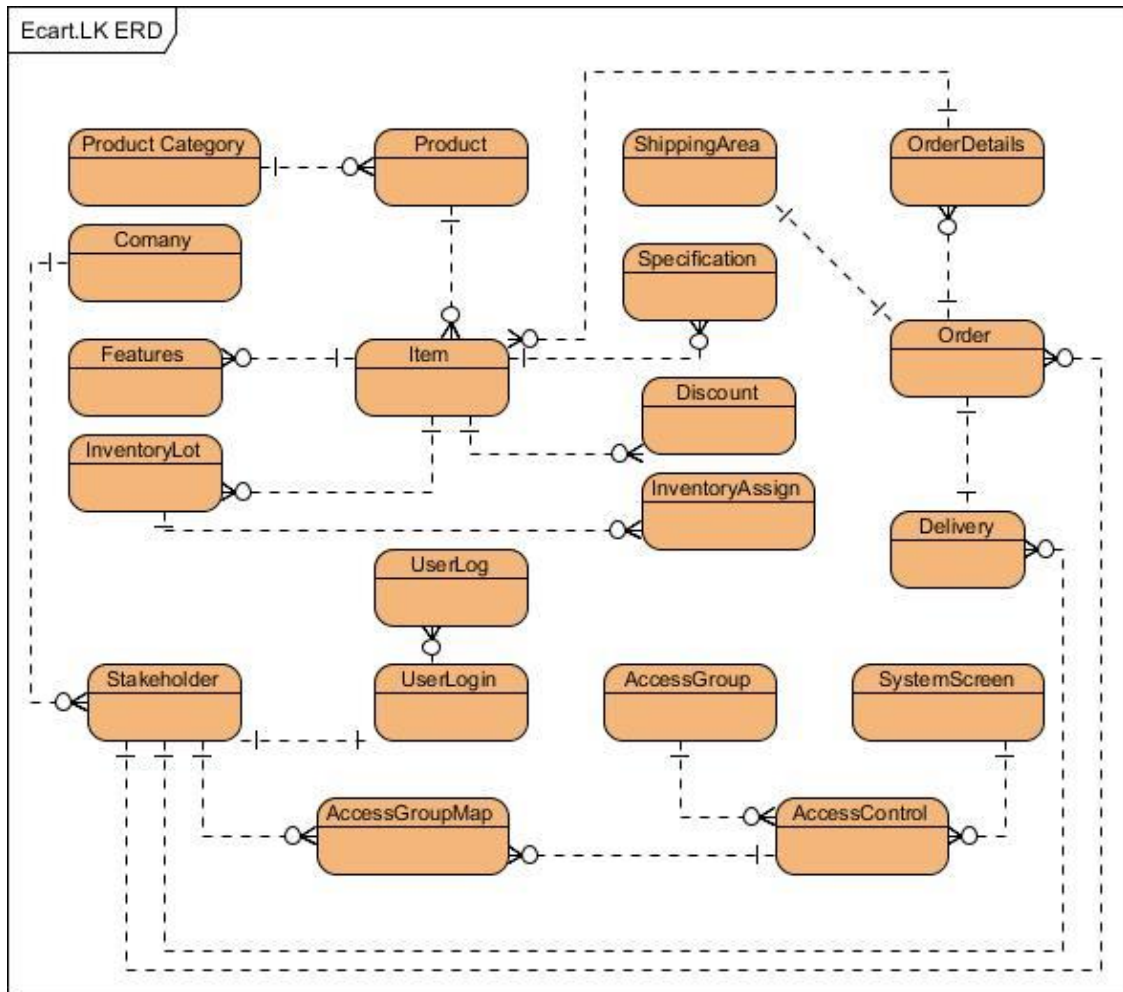 Ecart.LK ERD
Product Category
Product
ShippingArea
OrderDetails
Comany
Specification
Features
Item
Order
Discount
InventoryLot
InventoryAssign
Delivery
UserLog
Stakeholder
UserLogin
AccessGroup
SystemScreen
AccessGroupMap
AccessControl